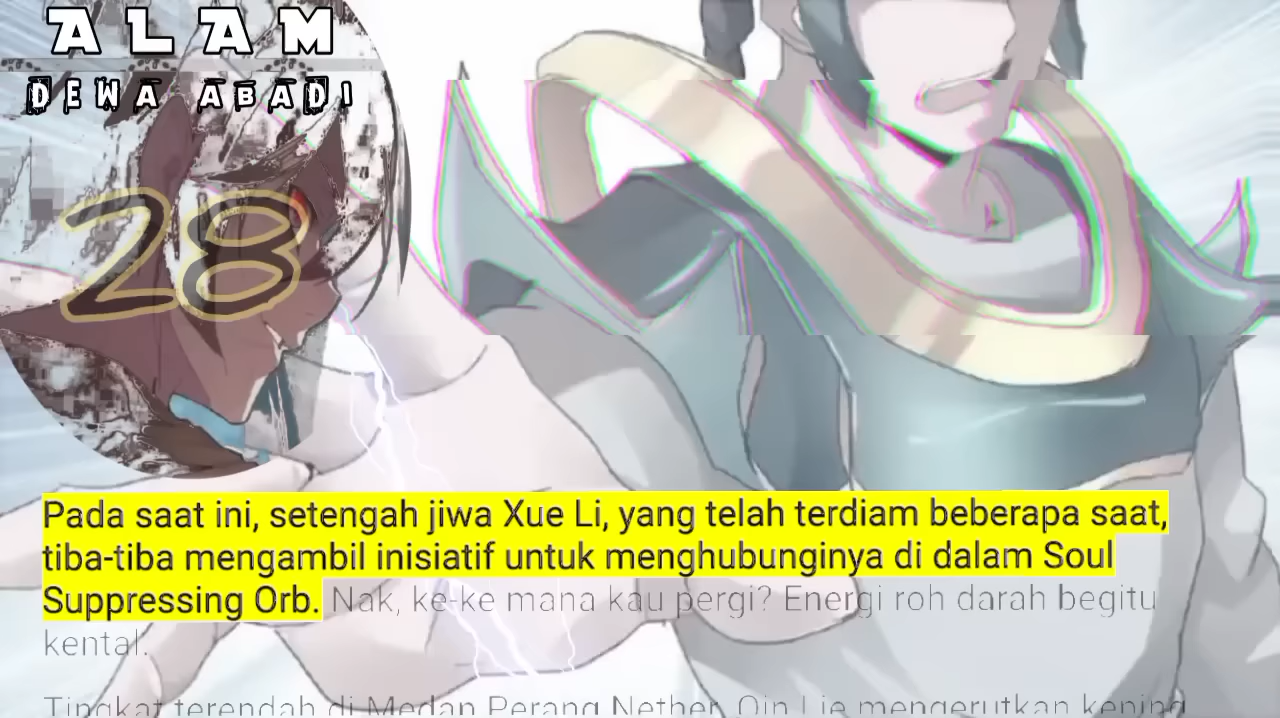 ALAM
DEWA ABADI
28
Pada saat ini, setengah jiwa Xue Li, yang telah terdiam beberapa saat,
tiba-tiba mengambil inisiatif untuk menghubunginya di dalam Soul
Suppressing Orb. Nak, ke-ke mana kau pergi? Energi roh darah begitu
kental.
Tingkat terendah di Medan Perang Nether. Qin Lie mengerutkan kening